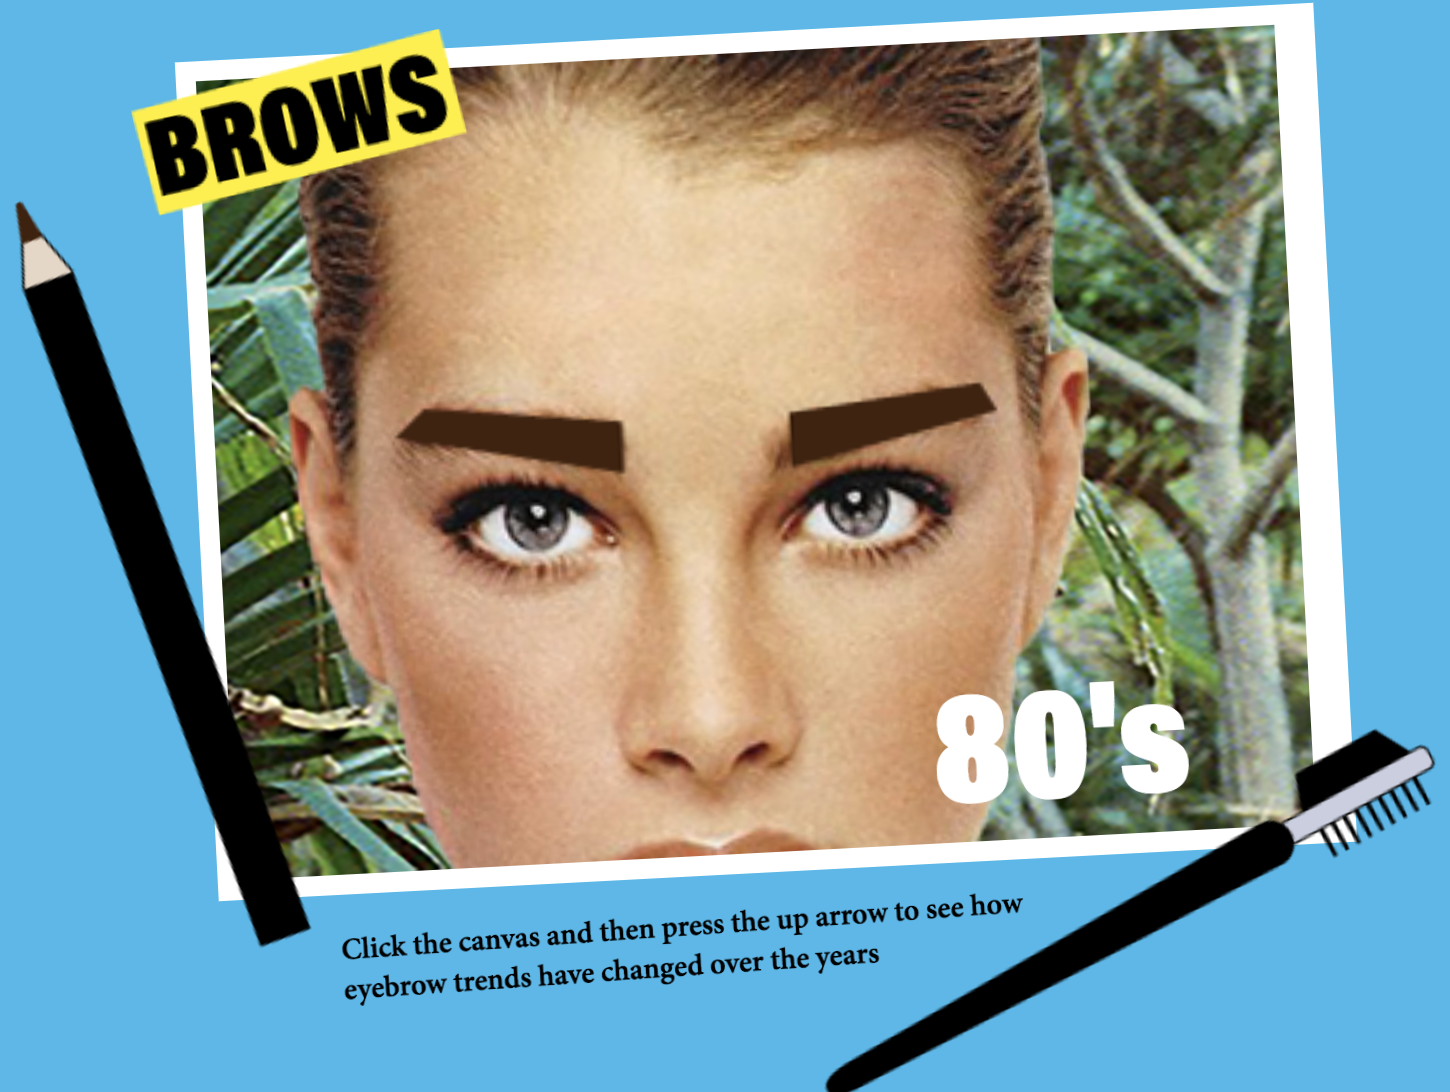 BROWS
80's
Click the canvas and then press the up arrow to see how
eyebrow trends have changed over the years